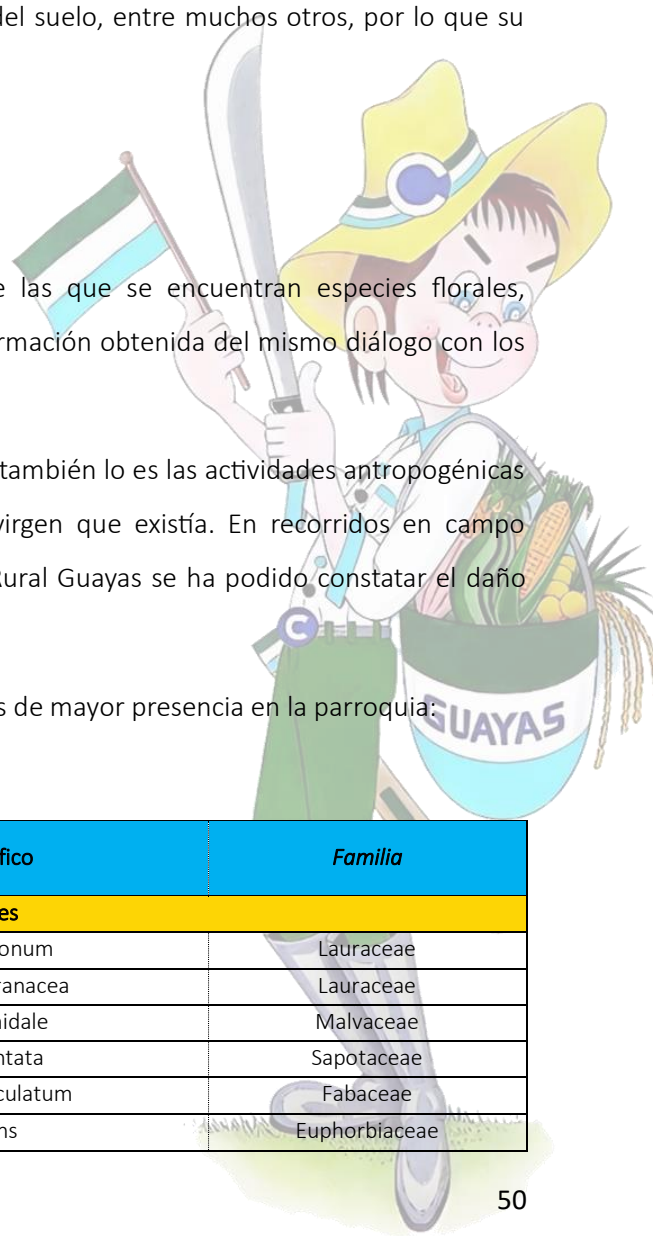 del suelo, entre muchos otros, por lo que su
las que se encuentran especies florales,
rmación obtenida del mismo diálogo con los
también lo es las actividades antropogénicas
virgen que existía. En recorridos en campo
Rural Guayas se ha podido constatar el daño
C
s de mayor presencia en la parroquia:
GUAYAS
fico Familia
es
onum Lauraceae
ranacea Lauraceae
idale Malvaceae
ntata Sapotaceae
culatum Fabaceae
ns Euphorbiaceae
50